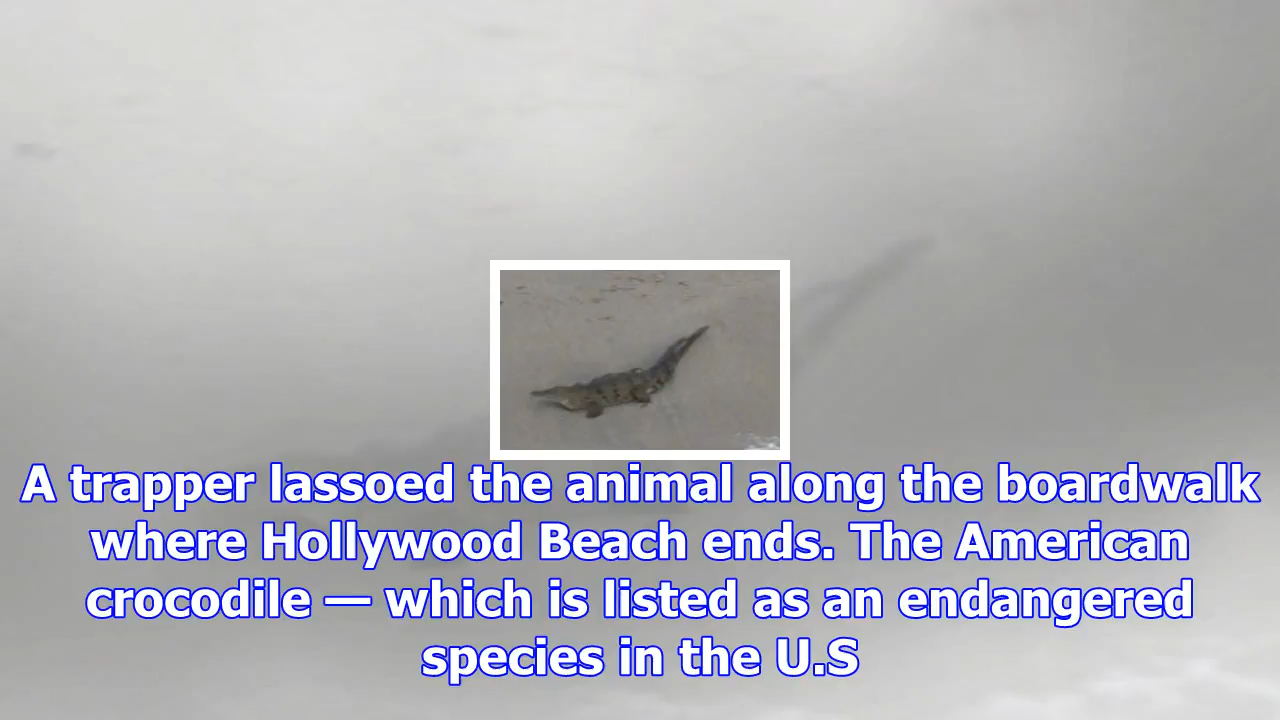 A trapper lassoed the animal along the boardwalk
where Hollywood Beach ends. The American
crocodile — which is listed as an endangered
species in the U.S